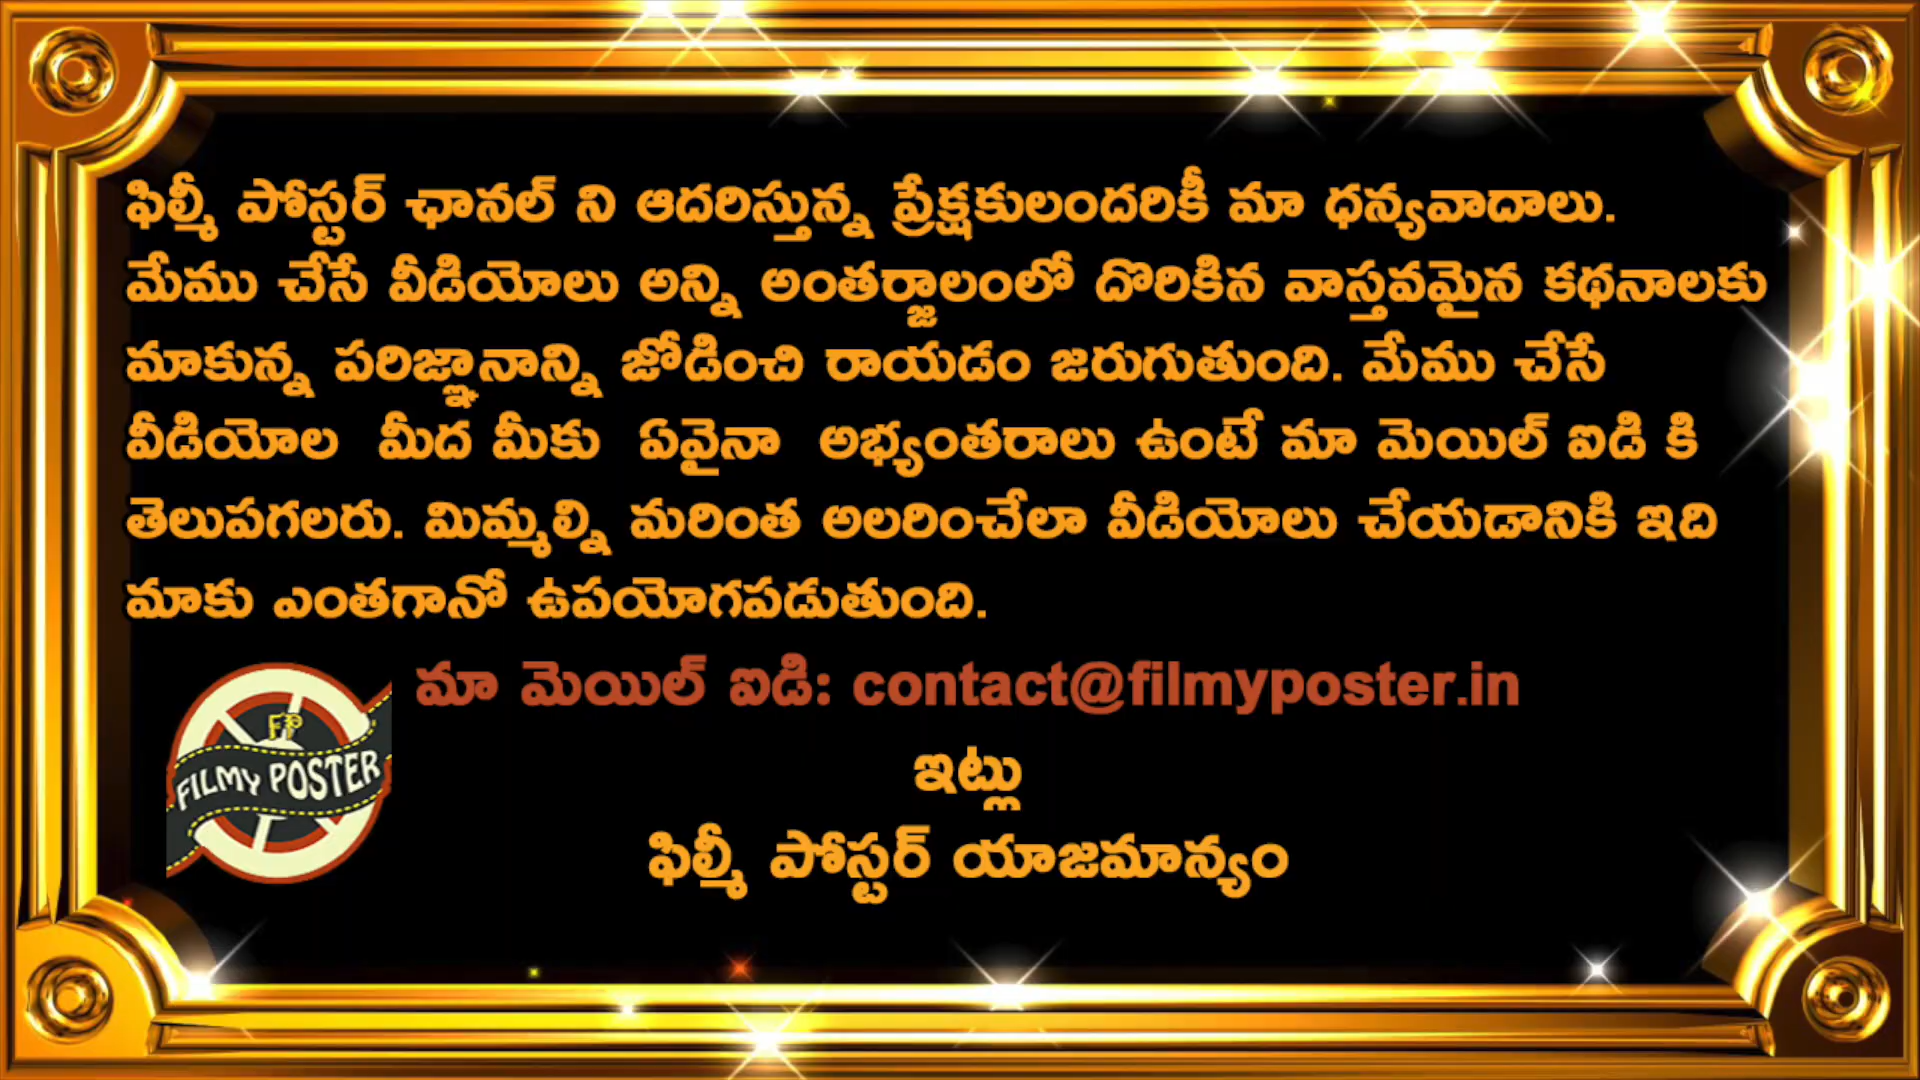 ఫిల్మీ పోస్టర్ ఛానల్ ని ఆదరిస్తున్న ప్రేక్షకులందరికీ మా ధన్యవాదాలు.
మేము చేసే వీడియోలు అన్ని అంతర్జాలంలో దొరికిన వాస్తవమైన కథనాలకు
మాకున్న పరిజ్ఞానాన్ని జోడించి రాయడం జరుగుతుంది. మేము చేసే
వీడియోల మీద మీకు ఏవైనా అభ్యంతరాలు ఉంటే మా మెయిల్ ఐడి కి
తెలుపగలరు. మిమ్మల్ని మరింత అలరించేలా వీడియోలు చేయడానికి ఇది
మాకు ఎంతగానో ఉపయోగపడుతుంది.
మా మెయిల్ ఐడి: contact@filmyposter.in
FP
FILMY POSTER
ఇట్లు
ఫిల్మీ పోస్టర్ యాజమాన్యం